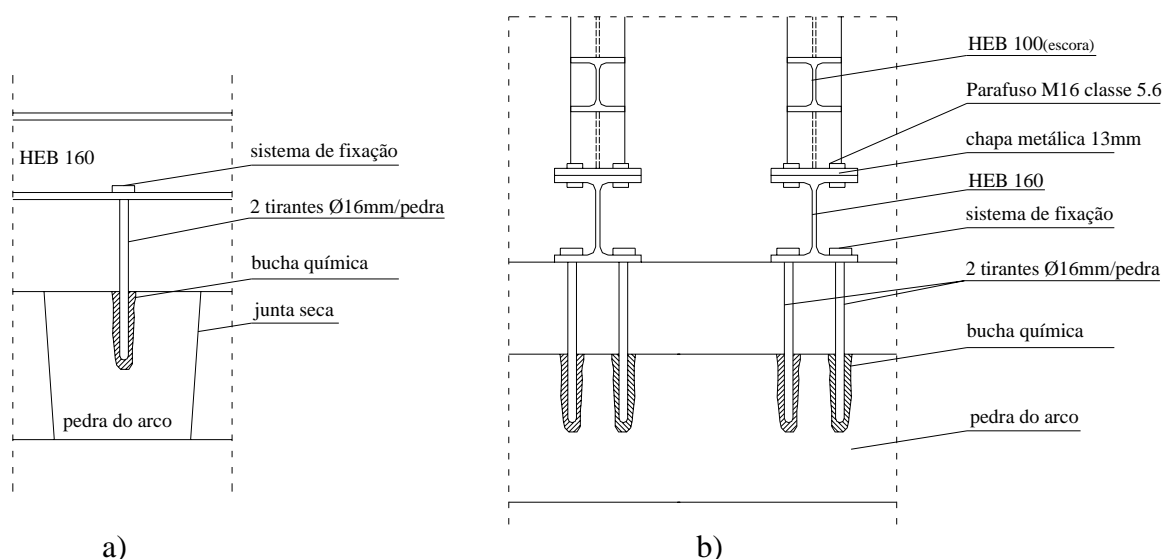 HEB 160
sistema de fixação
2 tirantes Ø16mm/pedra
bucha química
junta seca
pedra do arco
a)
HEB 100(escora)
Parafuso M16 classe 5.6
chapa metálica 13mm
HEB 160
sistema de fixação
2 tirantes Ø16mm/pedra
bucha química
pedra do arco
b)